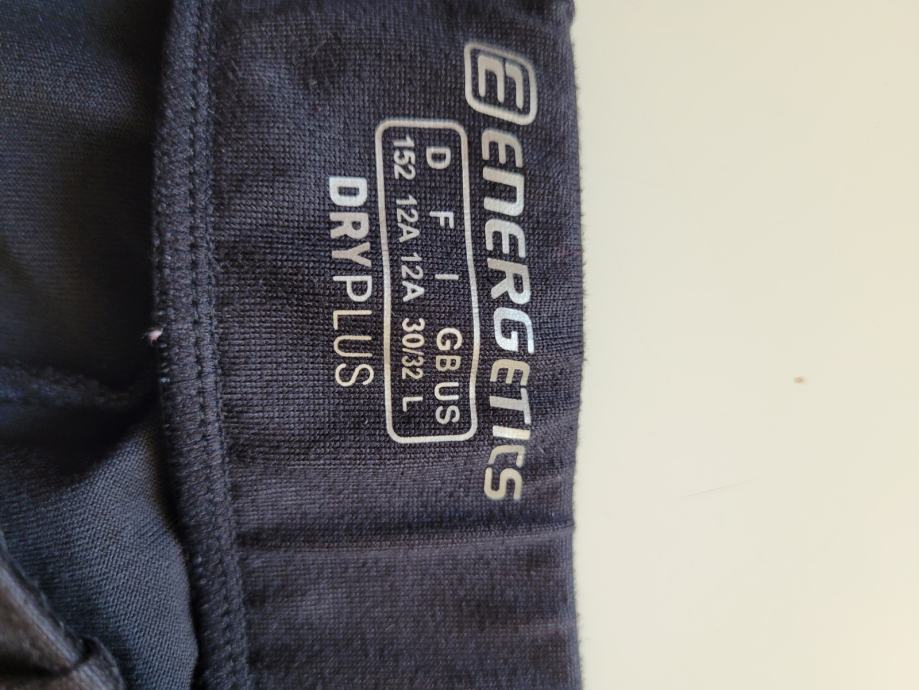 ENERGETICS
D F I GB US
152 12A 12A 30/32 L
DRYPLUS